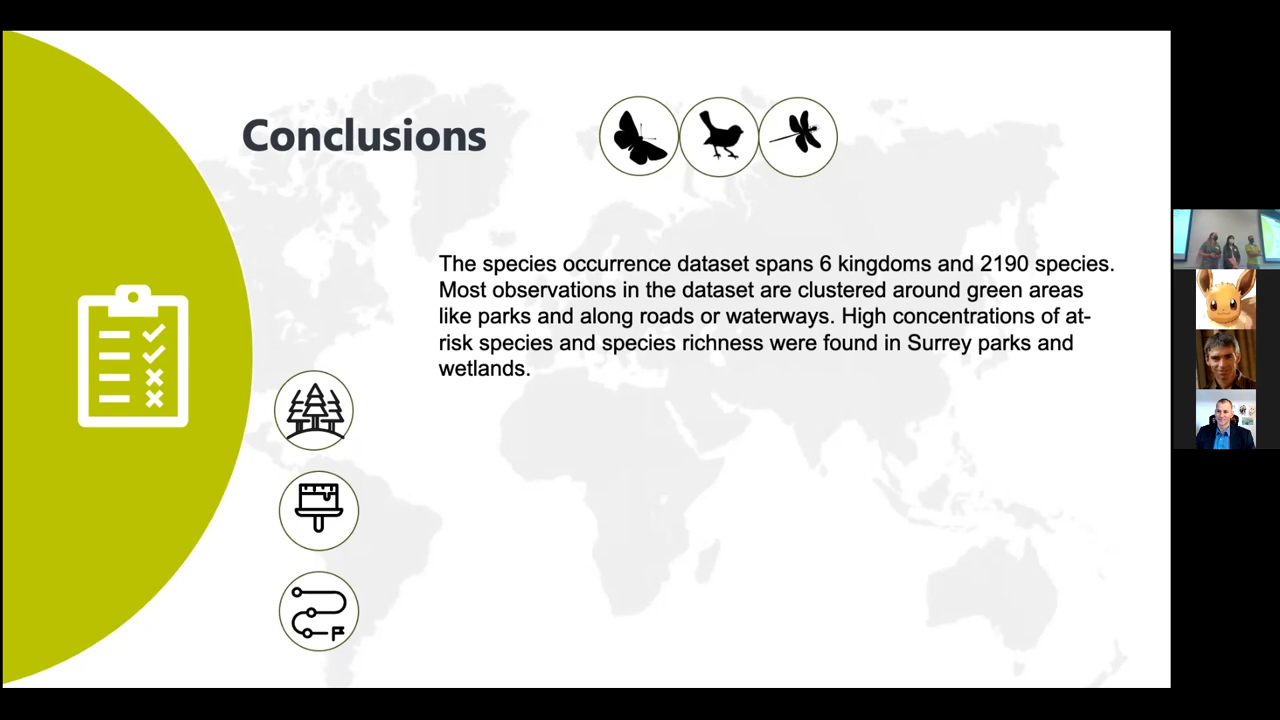 Conclusions
The species occurrence dataset spans 6 kingdoms and 2190 species.
Most observations in the dataset are clustered around green areas
like parks and along roads or waterways. High concentrations of at-
risk species and species richness were found in Surrey parks and
wetlands.